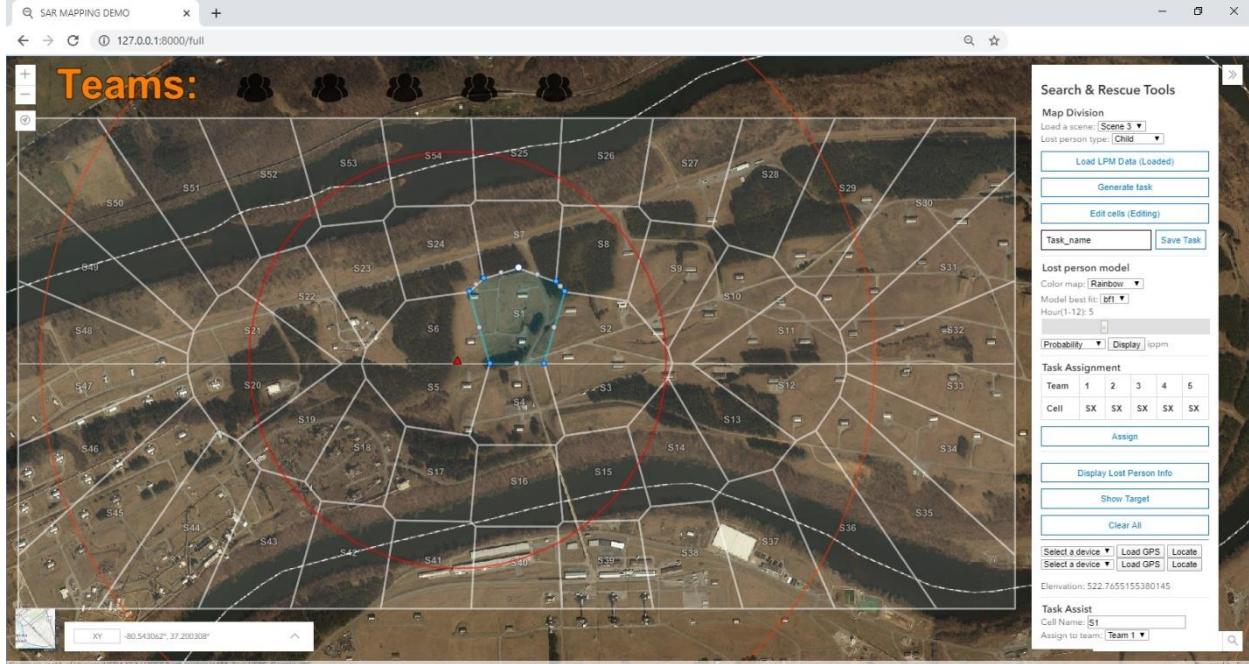 SAR MAPPING DEMO
127.0.0.1:8000/full
Teams:
S53
S54
S25
S26
S27
S28
S52
S51
S29
S50
S30
S24
S7
S8
S23
S9
S49
S31
S22
S10
S1
S48
S21
S6
S2
S11
S32
S47
S20
S5
S3
S12
S33
S4
S19
S13
S46
S18
S14
S34
S17
S15
S16
S45
S35
S44
S36
S43
S37
S42
S38
S41
S40
S39
XY -80.543062°, 37.200308°
Search & Rescue Tools
Map Division
Load a scene: Scene 3
Lost person type: Child
Load LPM Data (Loaded)
Generate task
Edit cells (Editing)
Task_name Save Task
Lost person model
Color map: Rainbow
Model best fit: bf1
Hour(1-12): 5
Probability Display ippm
Task Assignment
Team 1 2 3 4 5
Cell SX SX SX SX SX
Assign
Display Lost Person Info
Show Target
Clear All
Select a device Load GPS Locate
Select a device Load GPS Locate
Elenvation: 522.7655155380145
Task Assist
Cell Name: S1
Assign to team: Team 1